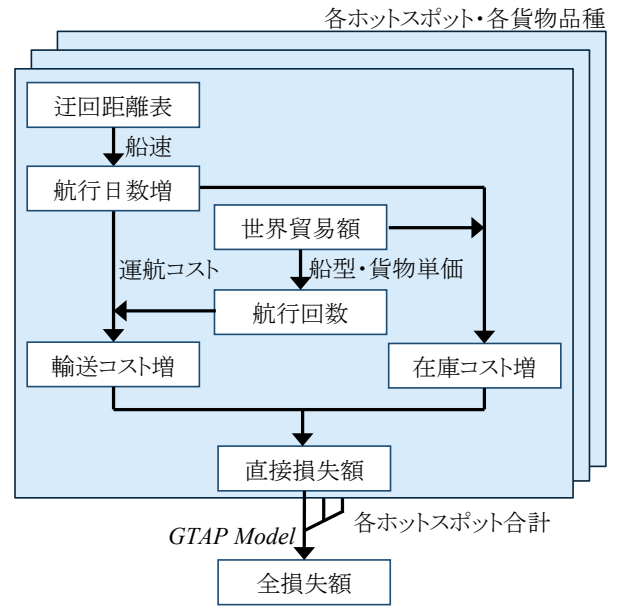 各ホットスポット・各貨物品種
迂回距離表
船速
航行日数増
世界貿易額
運航コスト
船型・貨物単価
航行回数
輸送コスト増
在庫コスト増
直接損失額
各ホットスポット合計
GTAP Model
全損失額